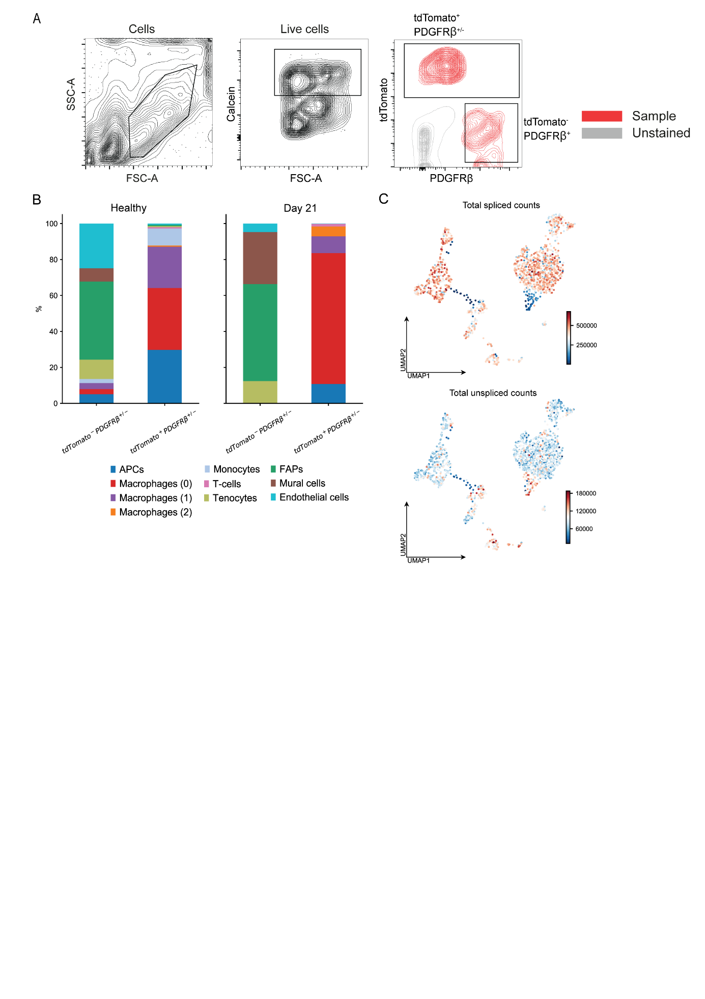 A
Cells
SSC-A
FSC-A
Live cells
Calcein
FSC-A
tdTomato+
PDGFRβ+/-
tdTomato
PDGFRβ
tdTomato-
PDGFRβ+
Sample
Unstained
B
Healthy
Day 21
100
80
60
40
20
0
%
tdTomato− PDGFRβ+/−
tdTomato+ PDGFRβ+/−
tdTomato− PDGFRβ+/−
tdTomato+ PDGFRβ+/−
APCs
Macrophages (0)
Macrophages (1)
Macrophages (2)
Monocytes
T-cells
Tenocytes
FAPs
Mural cells
Endothelial cells
C
Total spliced counts
UMAP2
UMAP1
500000
250000
Total unspliced counts
UMAP2
UMAP1
180000
120000
60000